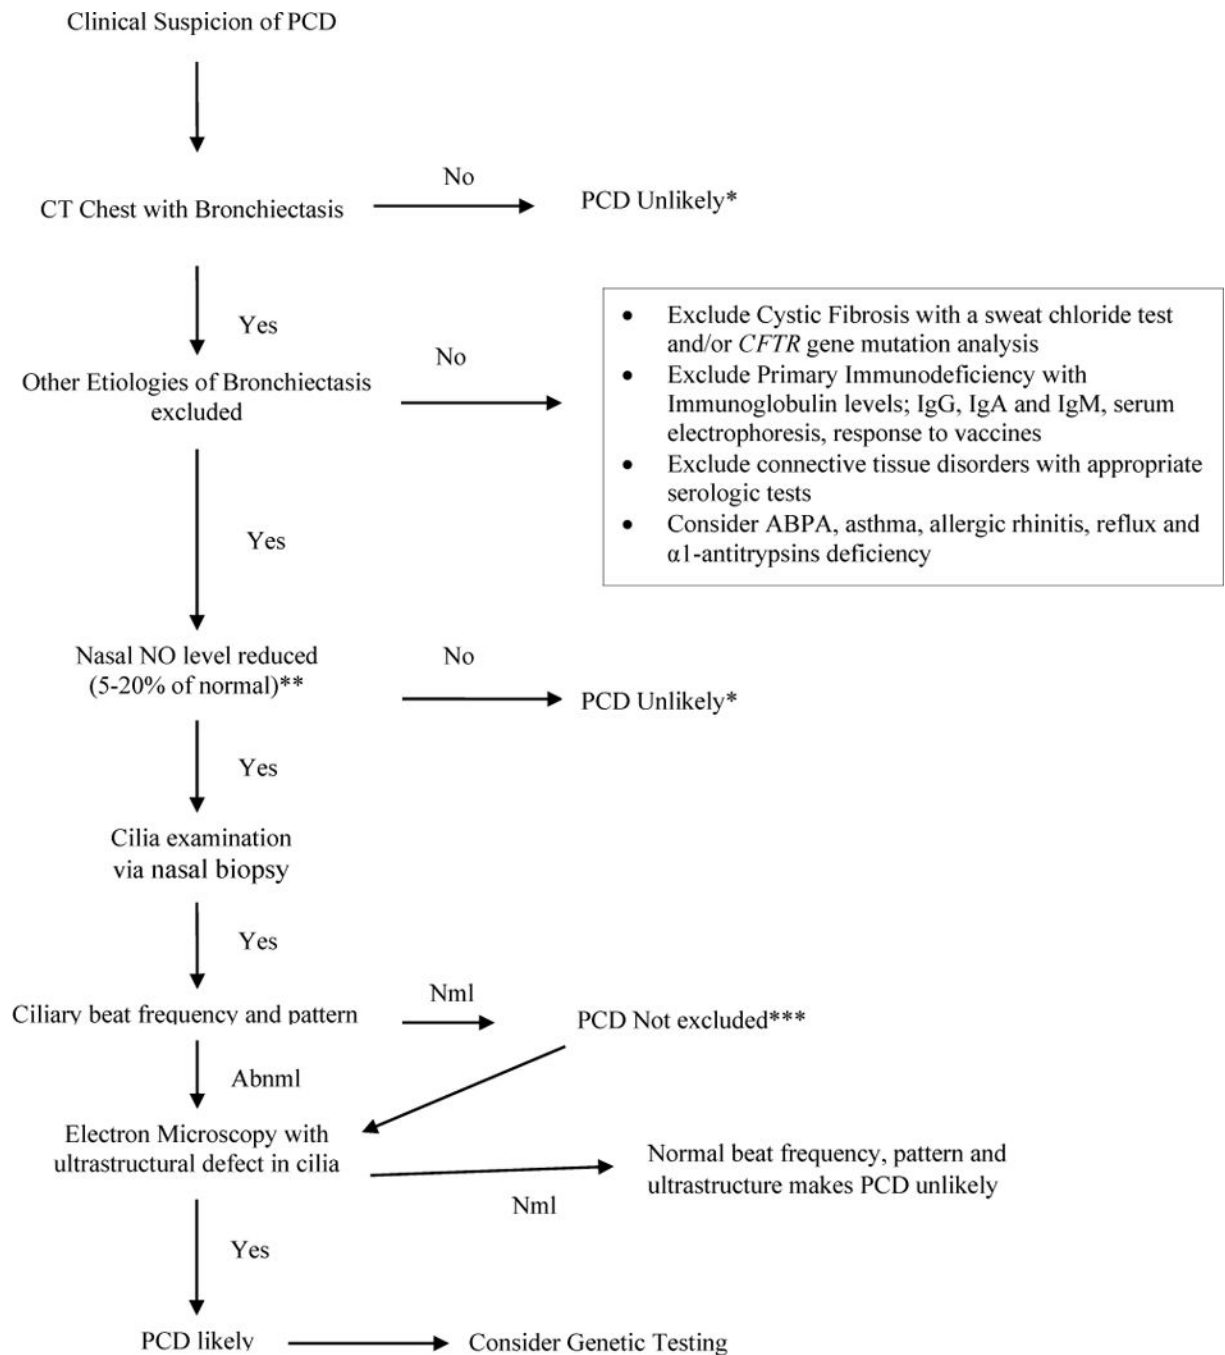 Clinical Suspicion of PCD
No
CT Chest with Bronchiectasis
PCD Unlikely*
Yes
No
Other Etiologies of Bronchiectasis
excluded
• Exclude Cystic Fibrosis with a sweat chloride test
and/or CFTR gene mutation analysis
• Exclude Primary Immunodeficiency with
Immunoglobulin levels; IgG, IgA and IgM, serum
electrophoresis, response to vaccines
• Exclude connective tissue disorders with appropriate
serologic tests
• Consider ABPA, asthma, allergic rhinitis, reflux and
α1-antitrypsins deficiency
Yes
Nasal NO level reduced
(5-20% of normal)**
No
PCD Unlikely*
Yes
Cilia examination
via nasal biopsy
Yes
Ciliary beat frequency and pattern
Nml
PCD Not excluded***
Abnml
Electron Microscopy with
ultrastructural defect in cilia
Nml
Normal beat frequency, pattern and
ultrastructure makes PCD unlikely
Yes
PCD likely
Consider Genetic Testing